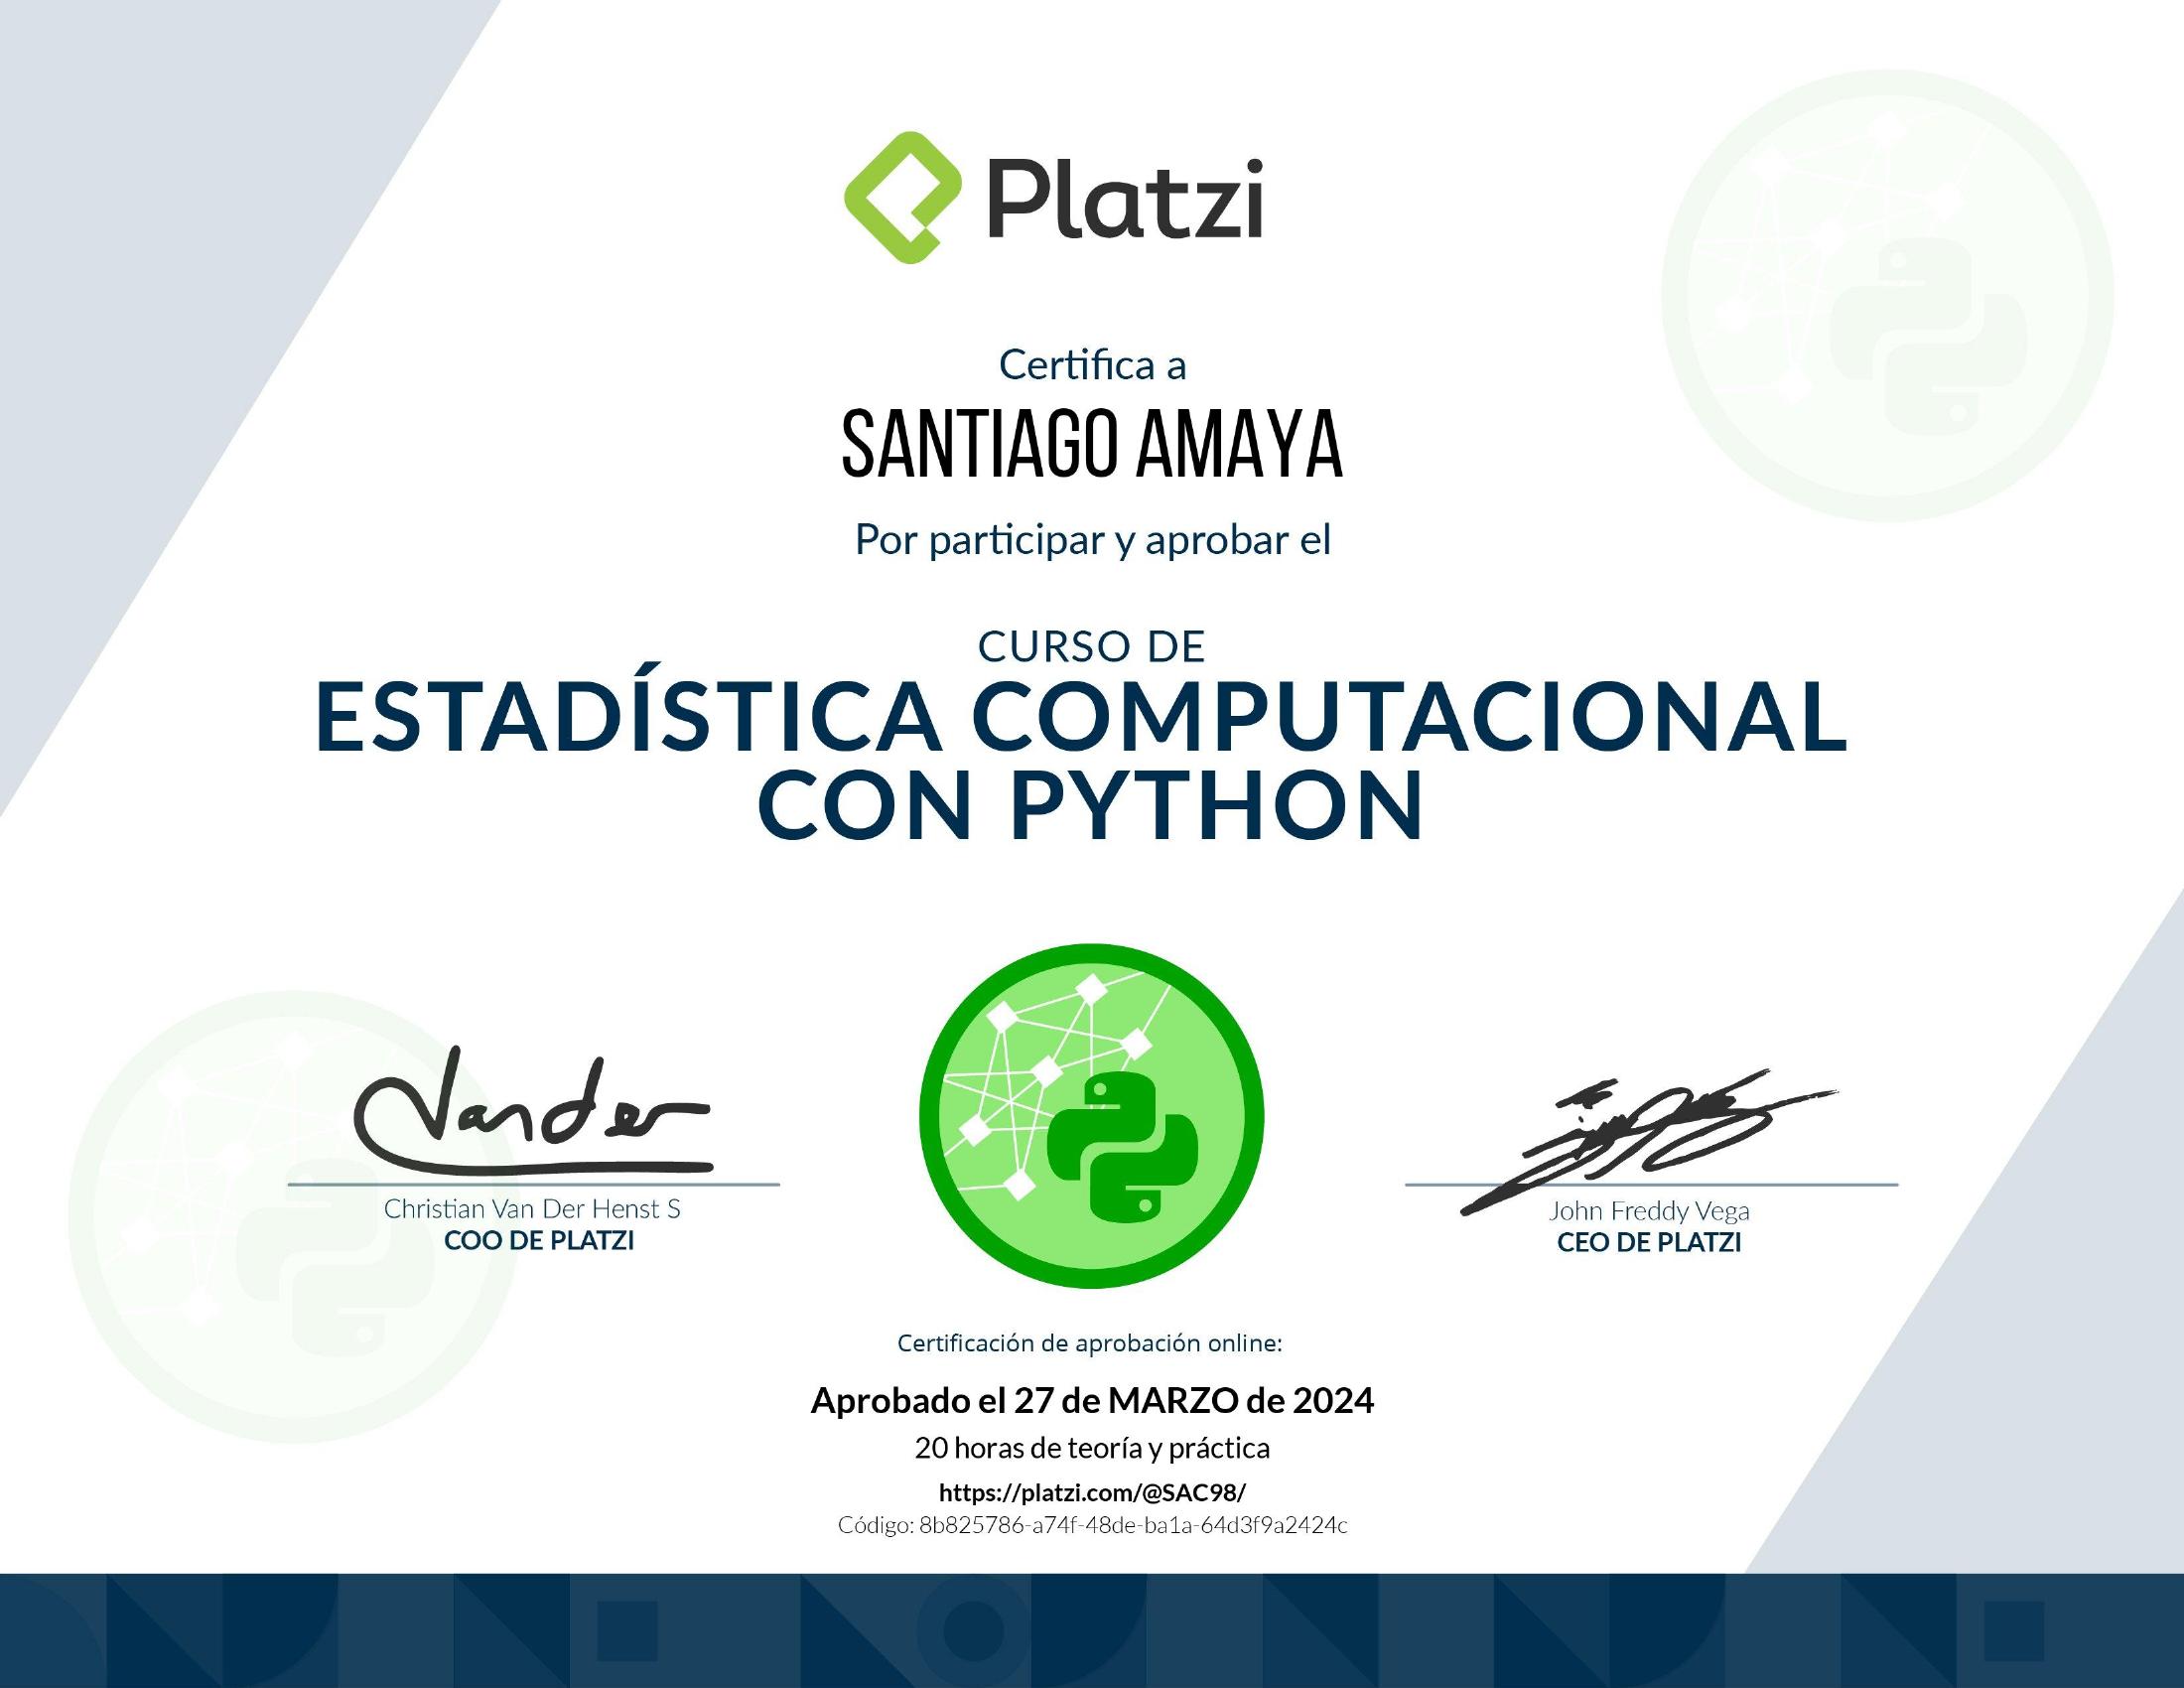 Platzi
Certifica a
SANTIAGO AMAYA
Por participar y aprobar el
CURSO DE
ESTADÍSTICA COMPUTACIONAL
CON PYTHON
Vander
Christian Van Der Henst S
COO DE PLATZI
John Freddy Vega
CEO DE PLATZI
Certificación de aprobación online:
Aprobado el 27 de MARZO de 2024
20 horas de teoría y práctica
https://platzi.com/@SAC98/
Código: 8b825786-a74f-48de-ba1a-64d3f9a2424c